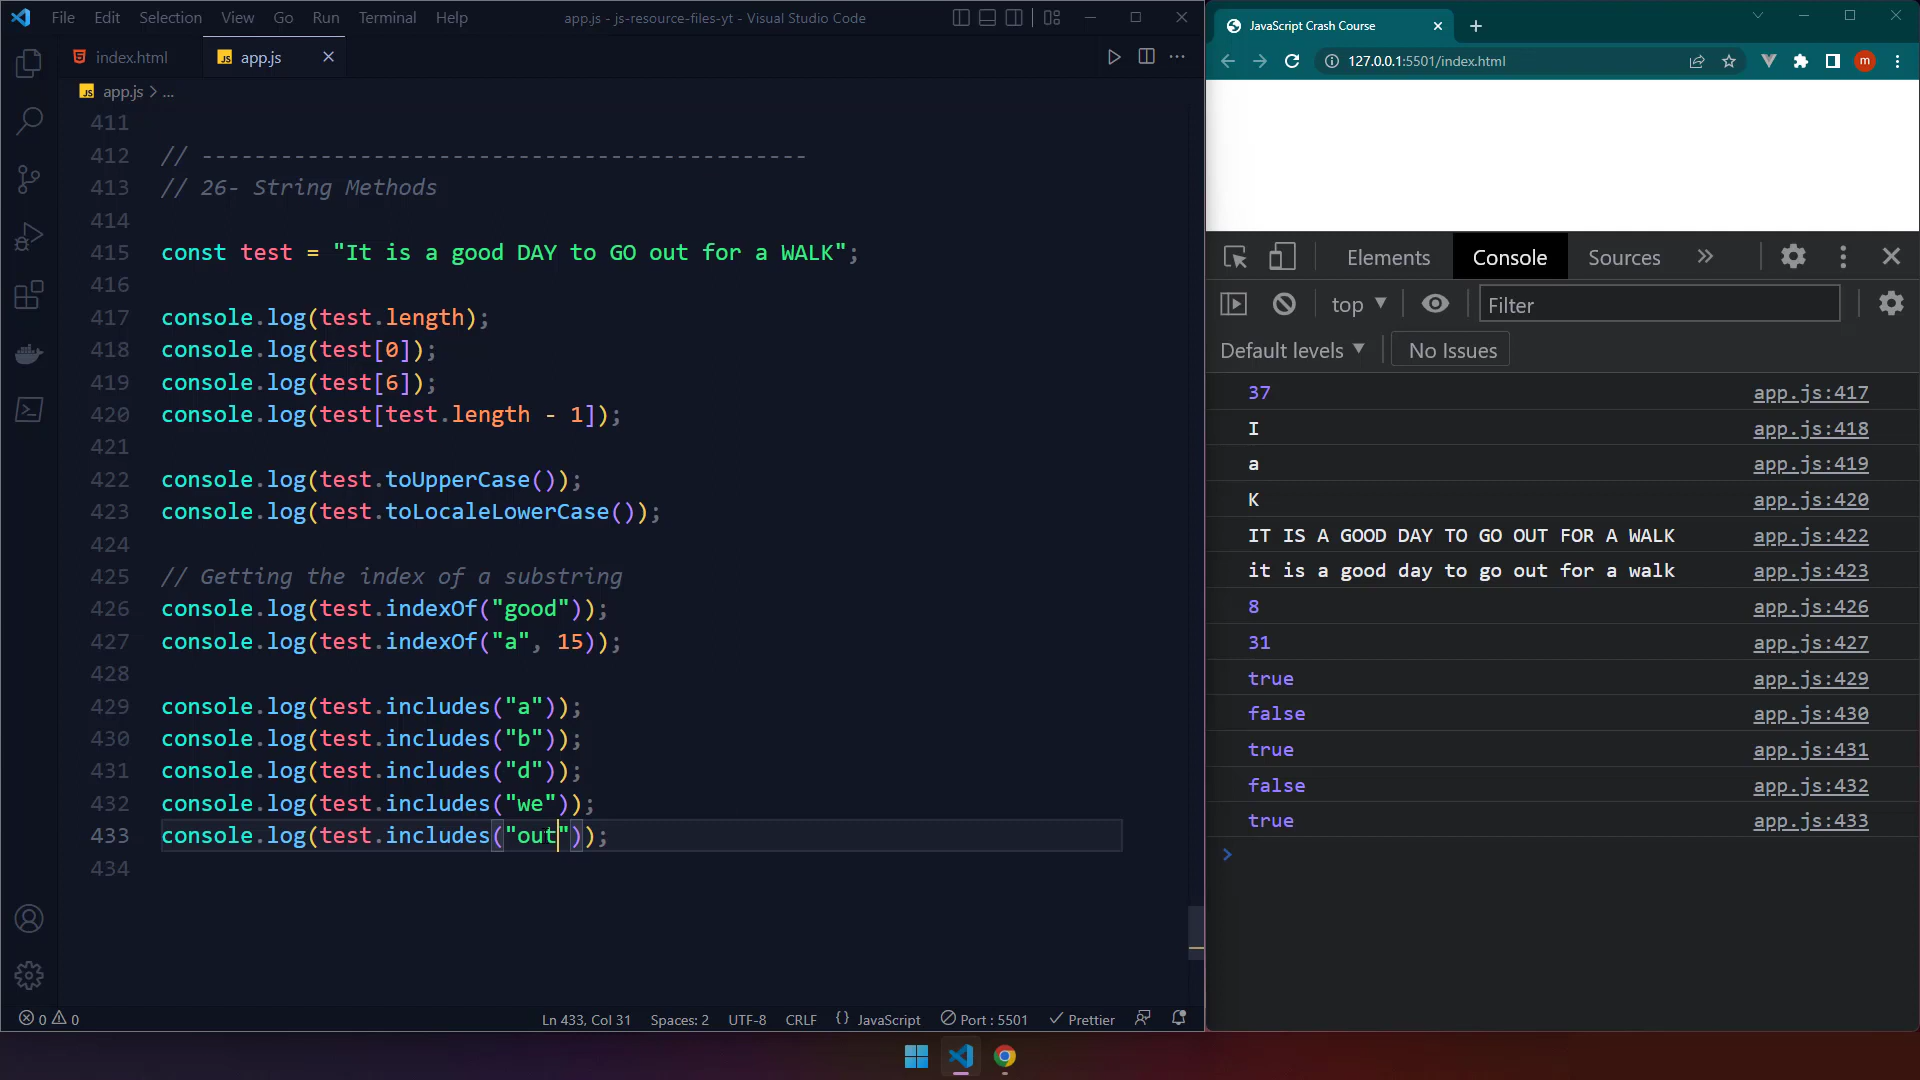 File Edit Selection View Go Run Terminal Help
app.js - js-resource-files-yt - Visual Studio Code
index.html
JS app.js
JS app.js > ...
411
412 // ----------------------------------------------
413 // 26- String Methods
414
415 const test = "It is a good DAY to GO out for a WALK";
416
417 console.log(test.length);
418 console.log(test[0]);
419 console.log(test[6]);
420 console.log(test[test.length - 1]);
421
422 console.log(test.toUpperCase());
423 console.log(test.toLocaleLowerCase());
424
425 // Getting the index of a substring
426 console.log(test.indexOf("good"));
427 console.log(test.indexOf("a", 15));
428
429 console.log(test.includes("a"));
430 console.log(test.includes("b"));
431 console.log(test.includes("d"));
432 console.log(test.includes("we"));
433 console.log(test.includes("out"));
434
0 0
Ln 433, Col 31 Spaces: 2 UTF-8 CRLF {} JavaScript Port : 5501 Prettier
JavaScript Crash Course
127.0.0.1:5501/index.html
m
Elements Console Sources
top Filter
Default levels No Issues
37 app.js:417
I app.js:418
a app.js:419
K app.js:420
IT IS A GOOD DAY TO GO OUT FOR A WALK app.js:422
it is a good day to go out for a walk app.js:423
8 app.js:426
31 app.js:427
true app.js:429
false app.js:430
true app.js:431
false app.js:432
true app.js:433